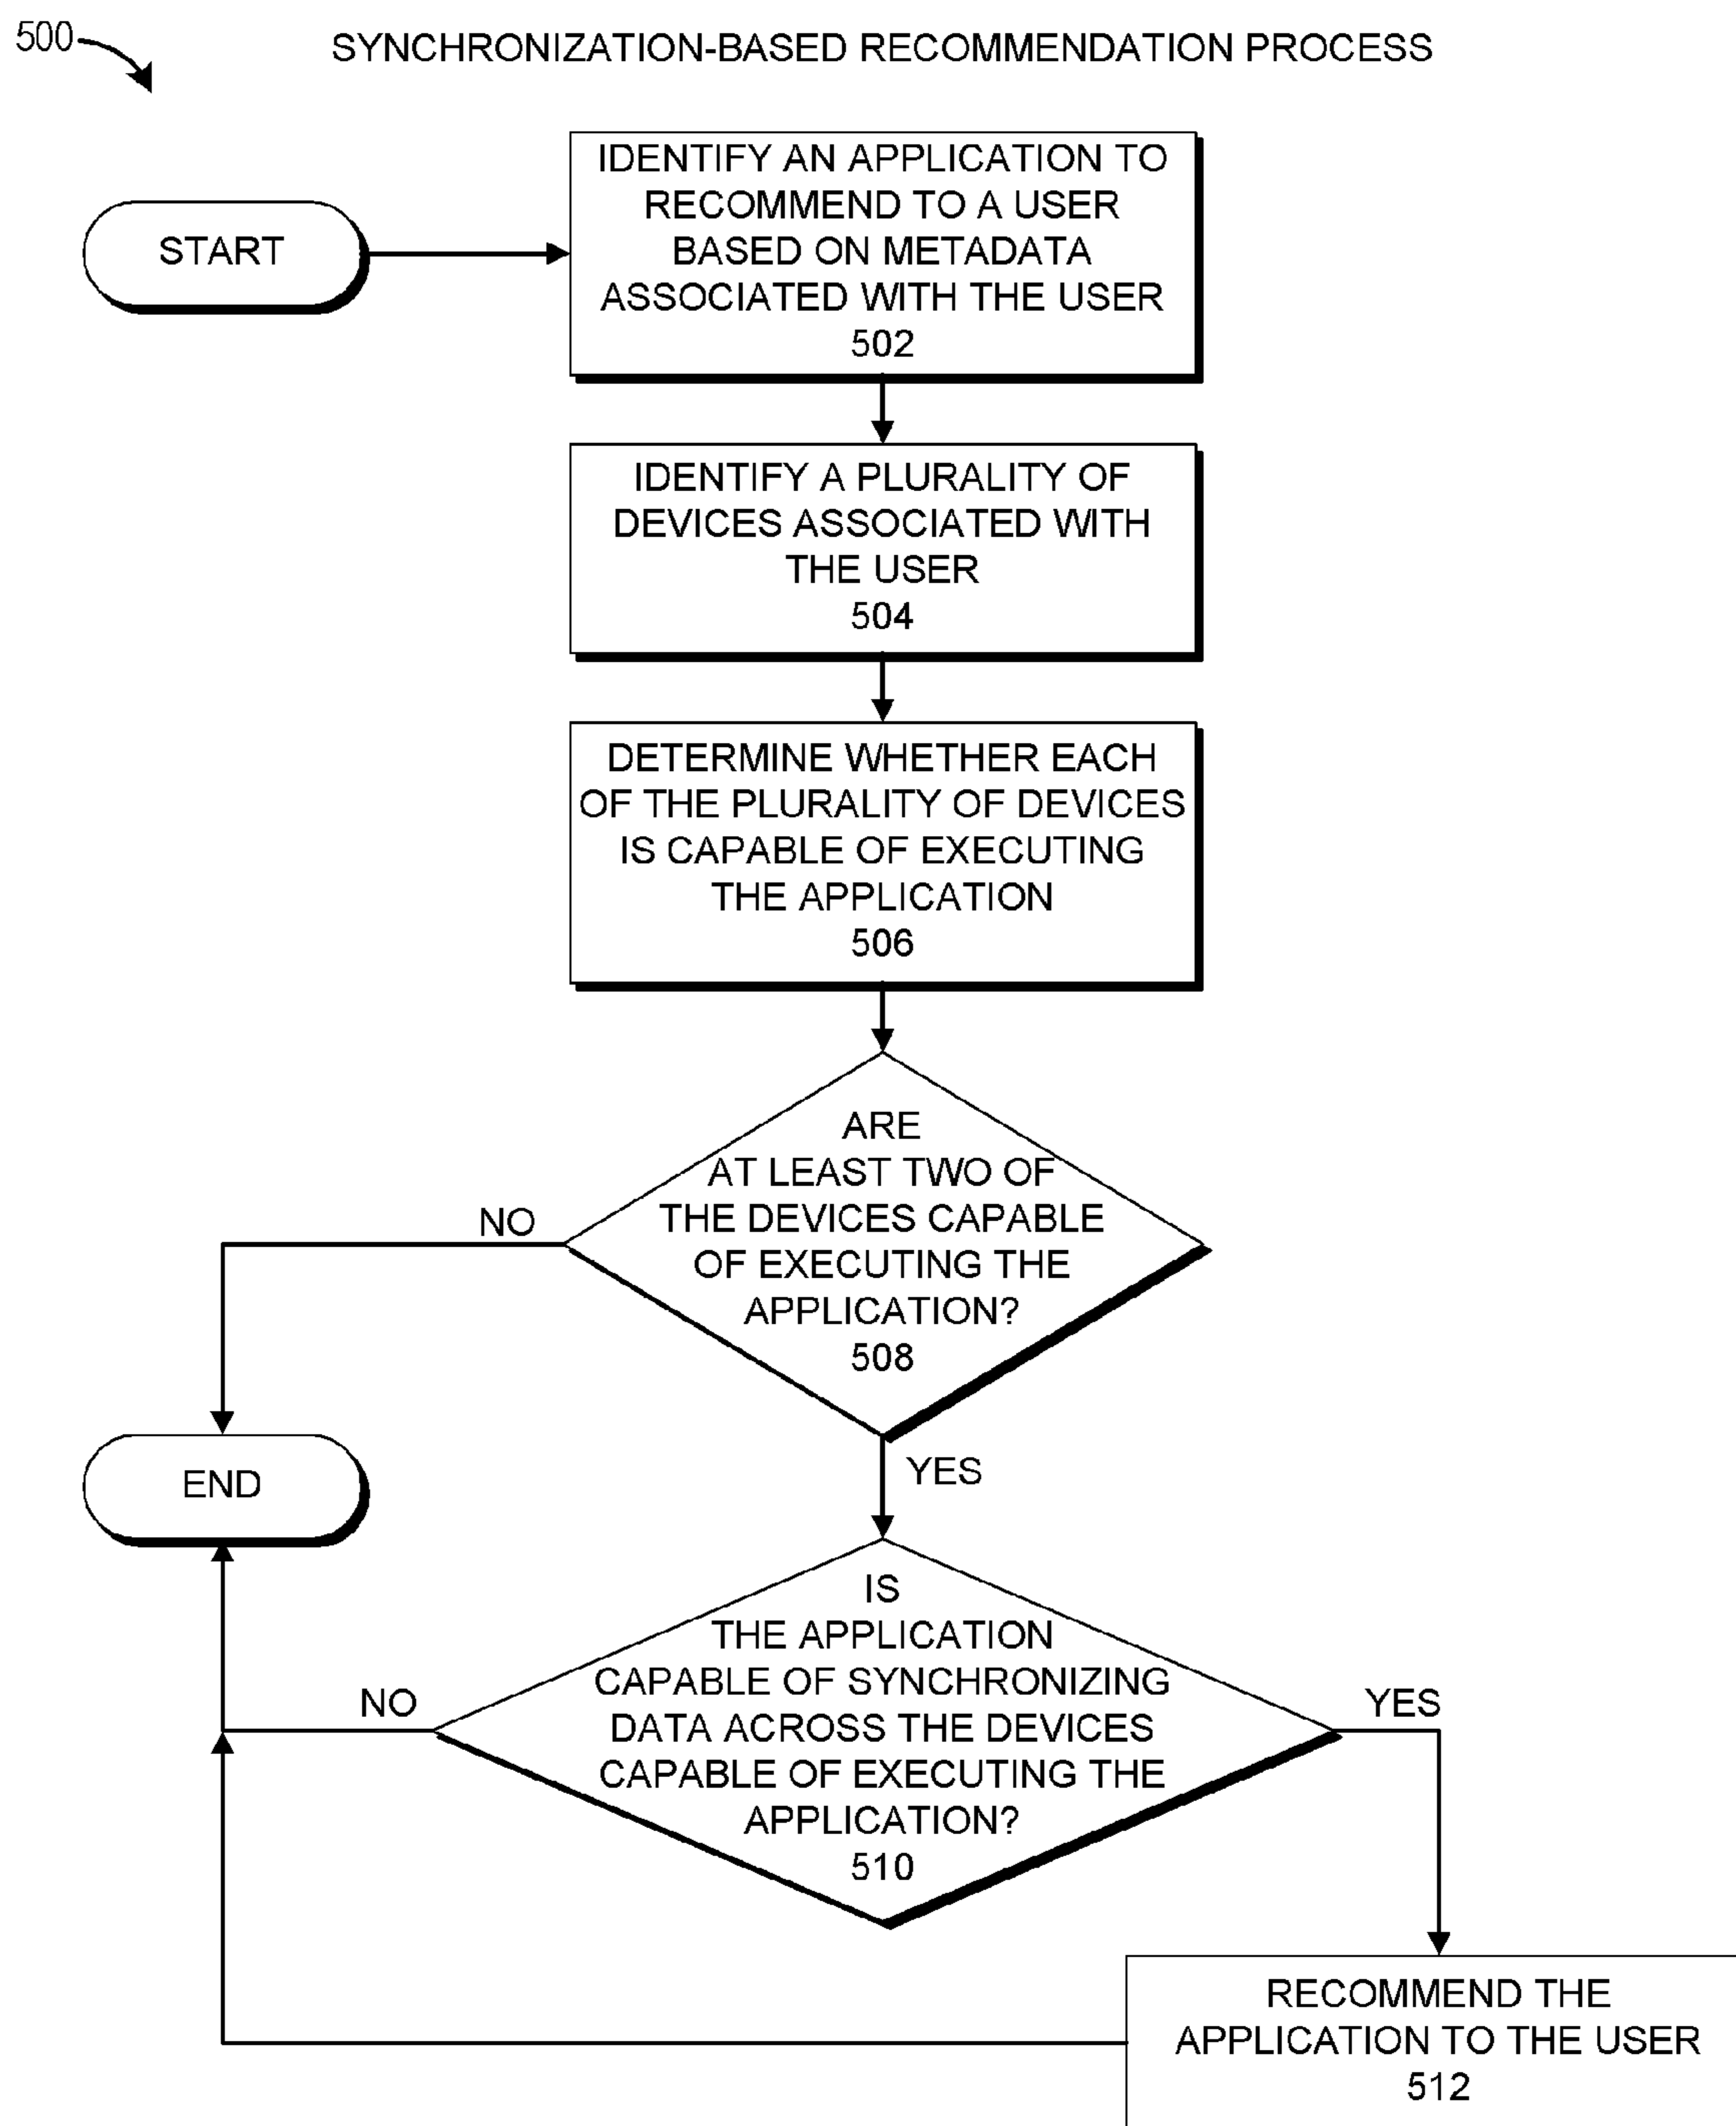 500
SYNCHRONIZATION-BASED RECOMMENDATION PROCESS
START
IDENTIFY AN APPLICATION TO
RECOMMEND TO A USER
BASED ON METADATA
ASSOCIATED WITH THE USER
502
IDENTIFY A PLURALITY OF
DEVICES ASSOCIATED WITH
THE USER
504
DETERMINE WHETHER EACH
OF THE PLURALITY OF DEVICES
IS CAPABLE OF EXECUTING
THE APPLICATION
506
ARE
AT LEAST TWO OF
THE DEVICES CAPABLE
OF EXECUTING THE
APPLICATION?
508
NO
END
YES
IS
THE APPLICATION
CAPABLE OF SYNCHRONIZING
DATA ACROSS THE DEVICES
CAPABLE OF EXECUTING THE
APPLICATION?
510
NO
YES
RECOMMEND THE
APPLICATION TO THE USER
512